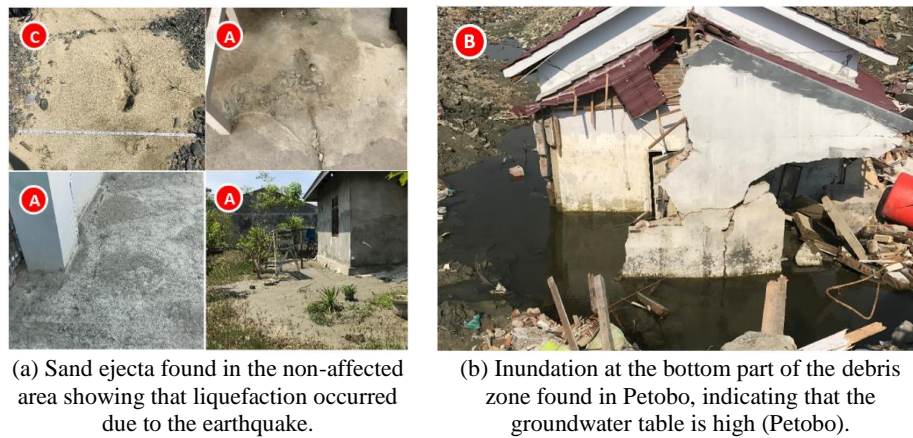 C
A
A
A
B
(a) Sand ejecta found in the non-affected
area showing that liquefaction occurred
due to the earthquake.
(b) Inundation at the bottom part of the debris
zone found in Petobo, indicating that the
groundwater table is high (Petobo).